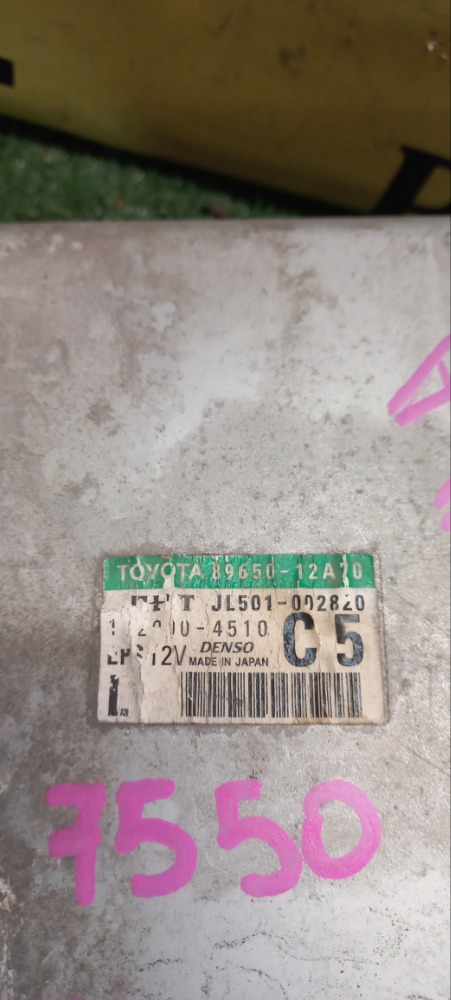 TOYOTA 89650-12A70
JL501-002820
4510 C5
12V DENSO
MADE IN JAPAN
7550